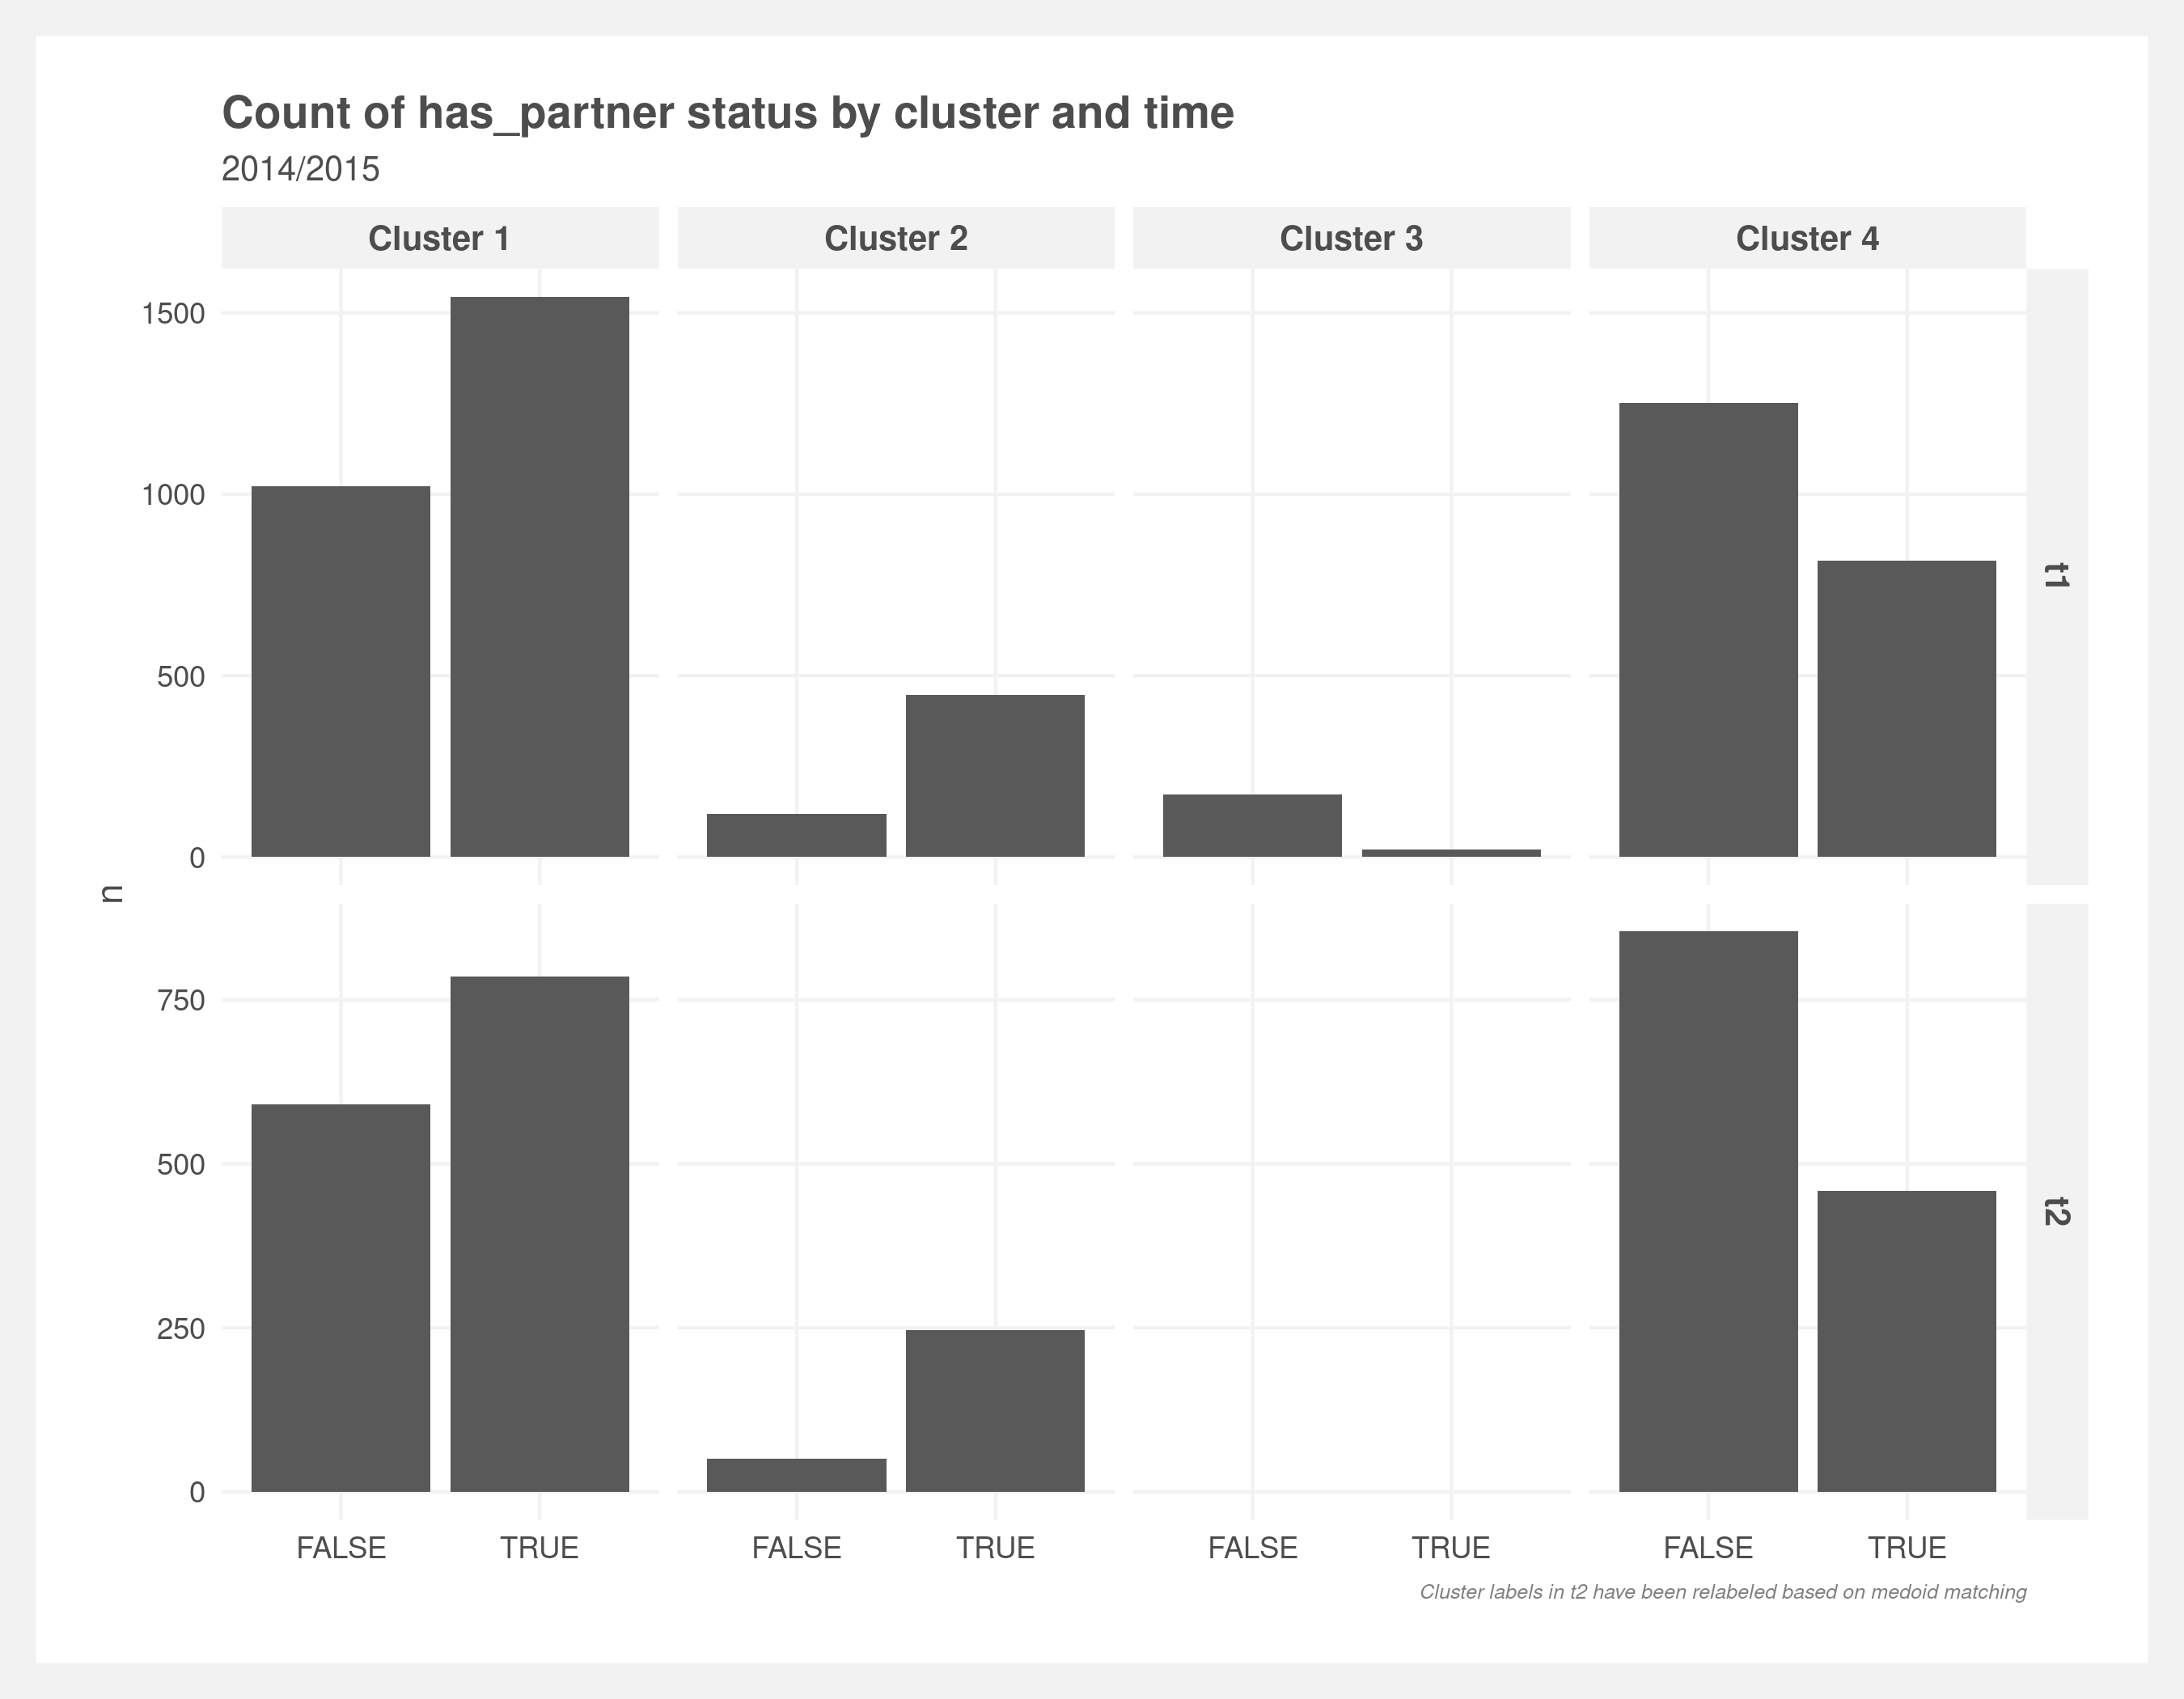 Count of has_partner status by cluster and time
2014/2015
Cluster 1 Cluster 2 Cluster 3 Cluster 4
1500
1000
500
0
t1
n
750
500
250
0
t2
FALSE TRUE FALSE TRUE FALSE TRUE FALSE TRUE
Cluster labels in t2 have been relabeled based on medoid matching